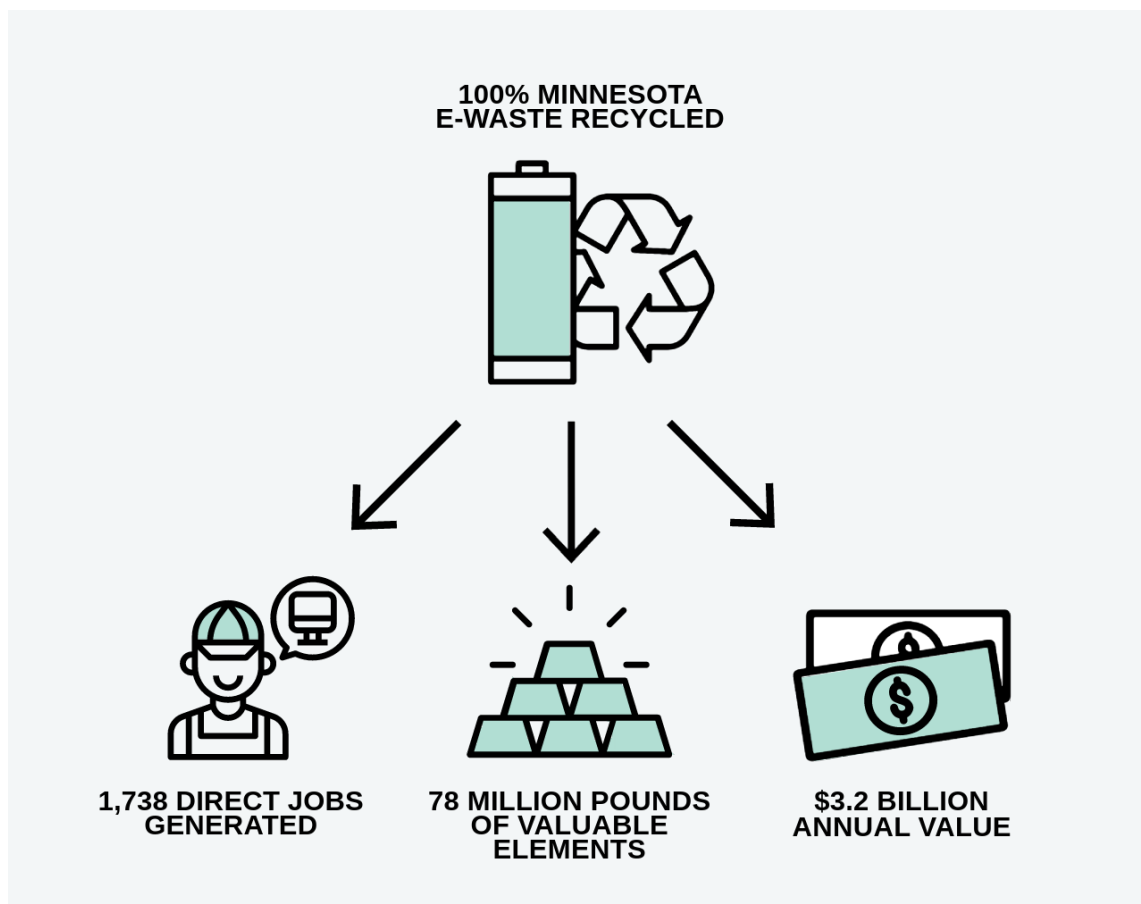 100% MINNESOTA
E-WASTE RECYCLED
$
$
1,738 DIRECT JOBS
GENERATED
78 MILLION POUNDS
OF VALUABLE
ELEMENTS
$3.2 BILLION
ANNUAL VALUE